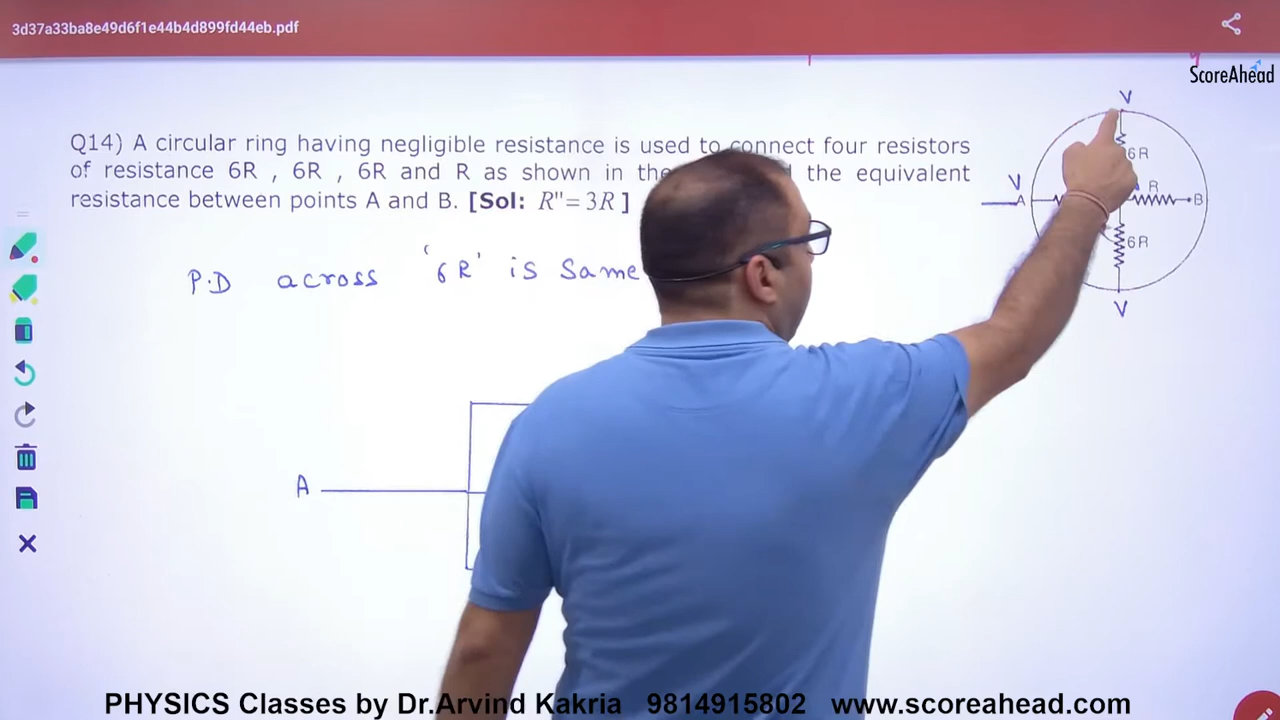 3d37a33ba8e49d6f1e44b4d899fd44eb.pdf
ScoreAhead
V
Q14) A circular ring having negligible resistance is used to connect four resistors
of resistance 6R , 6R , 6R and R as shown in the the equivalent
resistance between points A and B. [Sol: R"= 3R ]
6R
V
R
A
B
6R
V
P.D across '6R' is Same
A
PHYSICS Classes by Dr.Arvind Kakria 9814915802 www.scoreahead.com